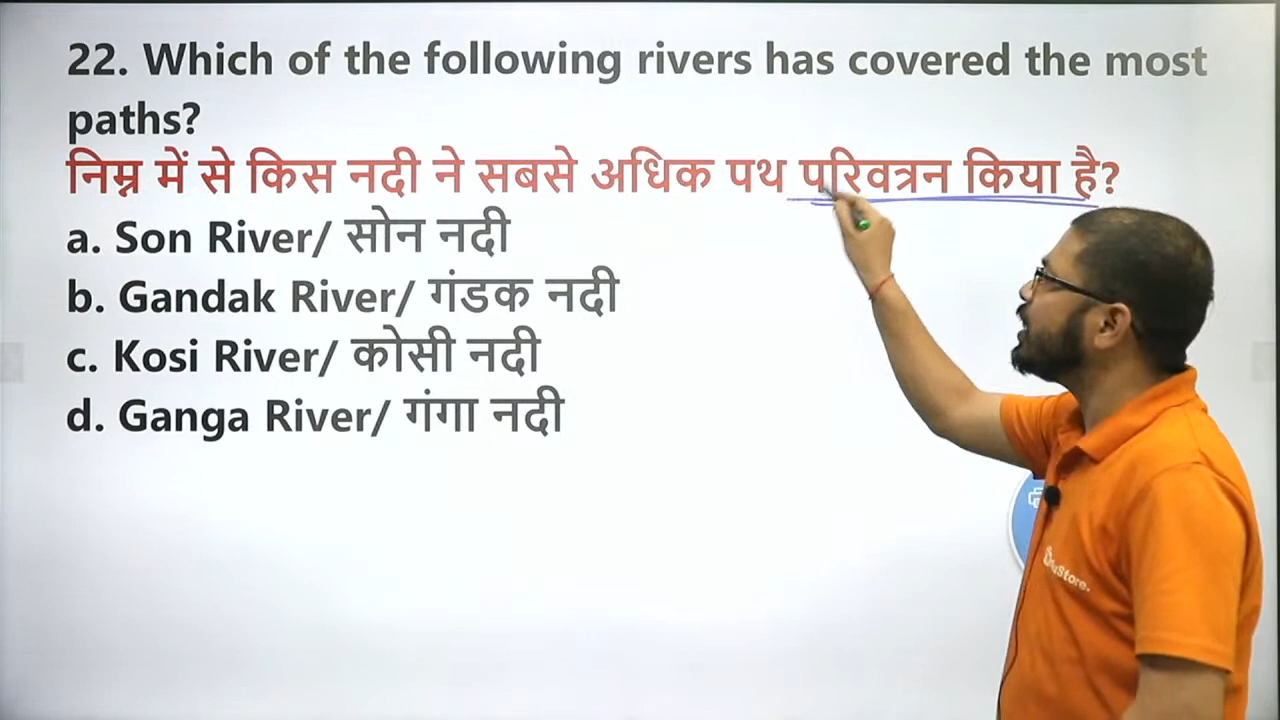 22. Which of the following rivers has covered the most
paths?
निम्न में से किस नदी ने सबसे अधिक पथ परिवत्रन किया है?
a. Son River/ सोन नदी
b. Gandak River/ गंडक नदी
c. Kosi River/ कोसी नदी
d. Ganga River/ गंगा नदी